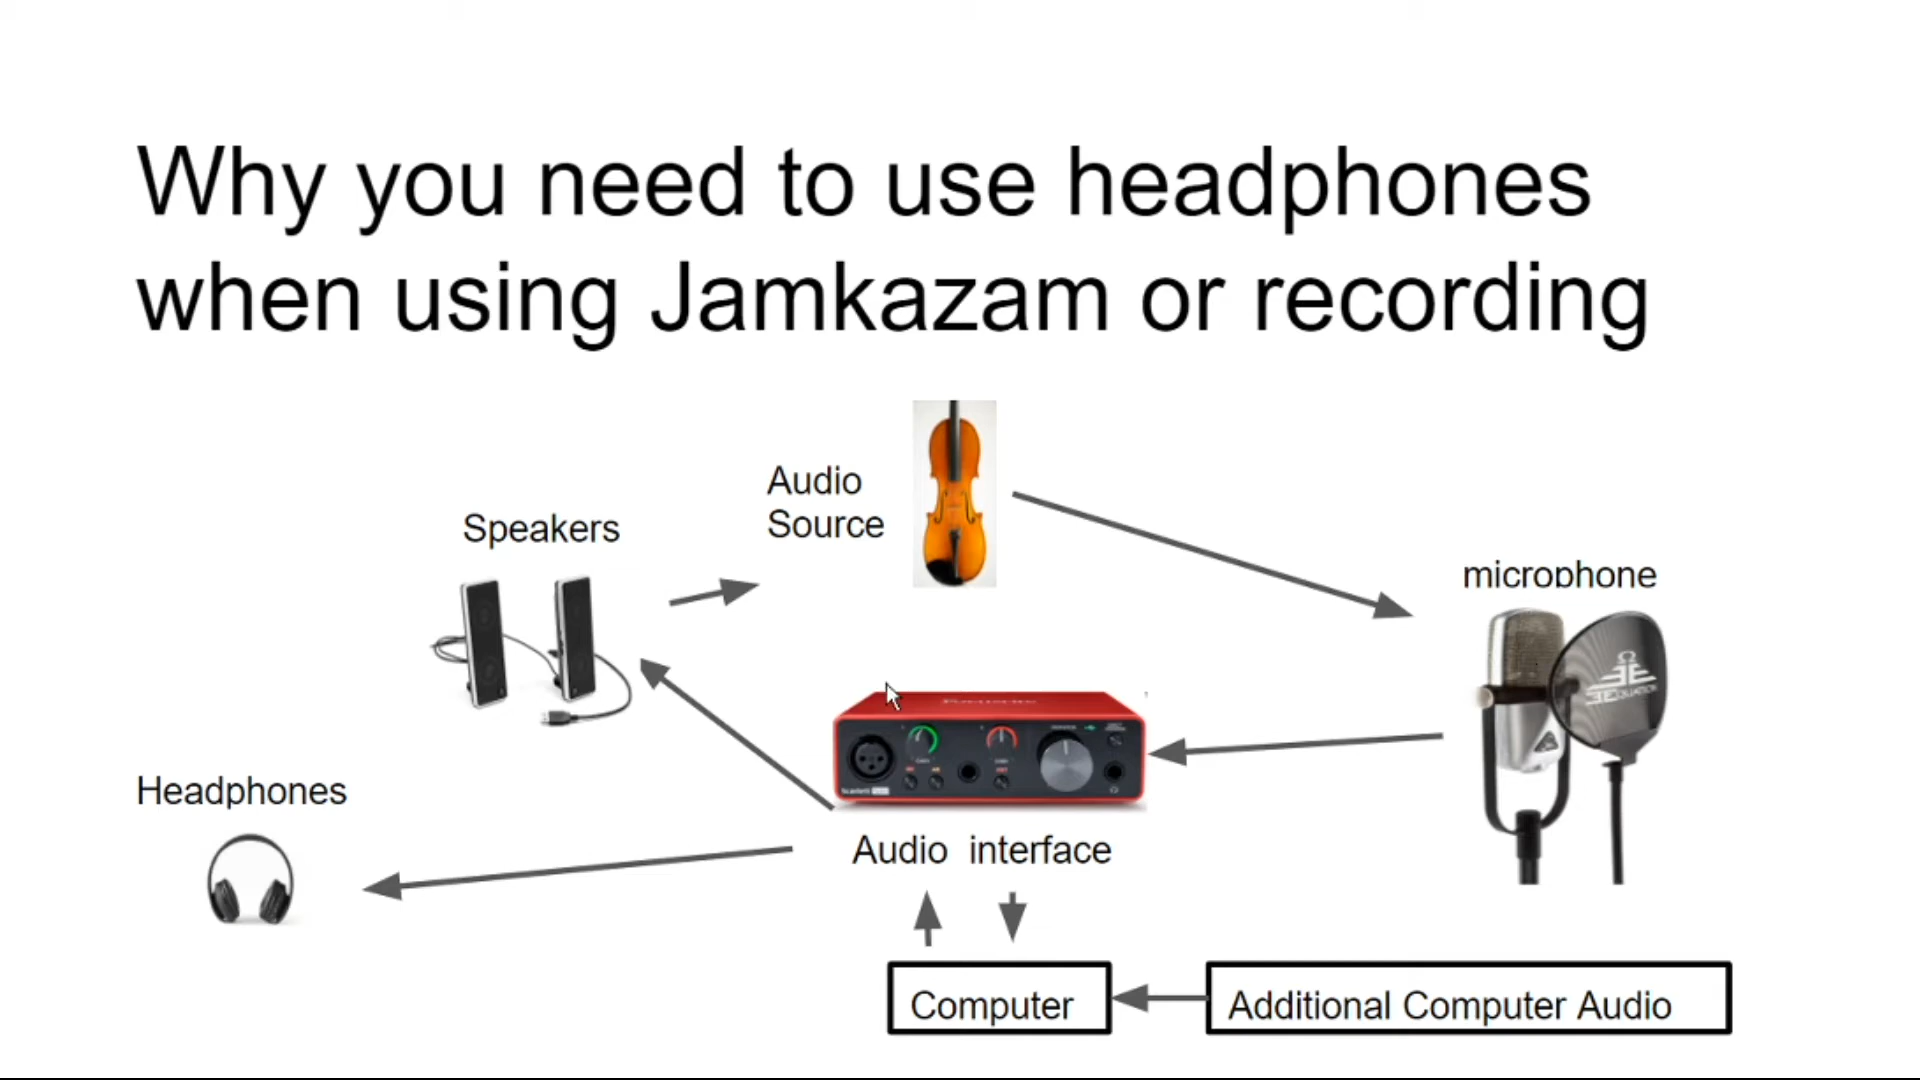 Why you need to use headphones
when using Jamkazam or recording
Audio
Source
Speakers
microphone
Headphones
Audio interface
Computer
Additional Computer Audio